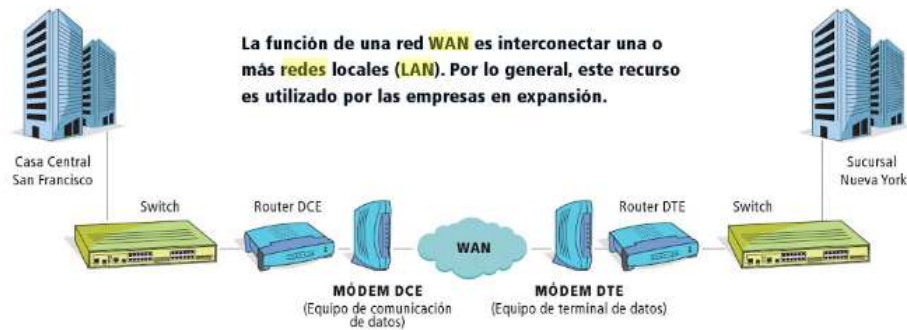 La función de una red WAN es interconectar una o
más redes locales (LAN). Por lo general, este recurso
es utilizado por las empresas en expansión.
Casa Central
San Francisco
Sucursal
Nueva York
Switch
Router DCE
Router DTE
Switch
WAN
MÓDEM DCE
(Equipo de comunicación
de datos)
MÓDEM DTE
(Equipo de terminal de datos)